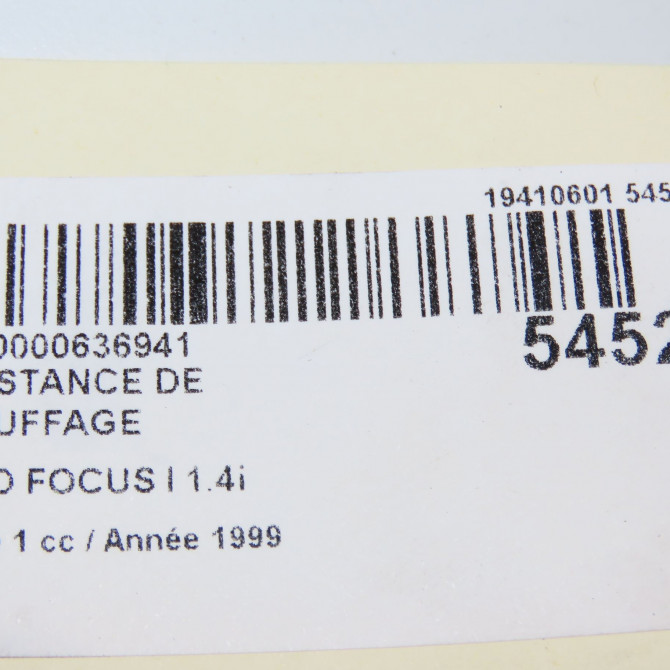 19410601 545
0000636941
5452
STANCE DE
UFFAGE
O FOCUS I 1.4i
1 cc / Année 1999